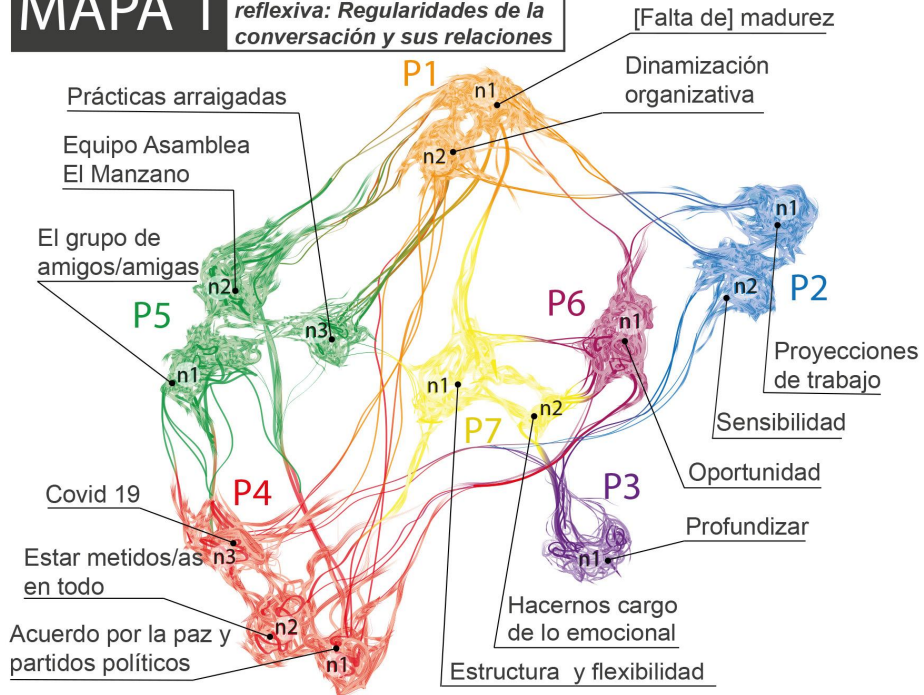 MAPA 1
reflexiva: Regularidades de la
conversación y sus relaciones
[Falta de] madurez
P1
n1
Dinamización
organizativa
Prácticas arraigadas
n2
Equipo Asamblea
El Manzano
n1
El grupo de
amigos/amigas
n2
n2
P2
P5
P6
n3
n1
Proyecciones
de trabajo
n1
n1
n2
Sensibilidad
P7
Oportunidad
Covid 19
P4
P3
Profundizar
n3
Estar metidos/as
en todo
n1
Hacernos cargo
de lo emocional
n2
Acuerdo por la paz y
partidos políticos
n1
Estructura y flexibilidad